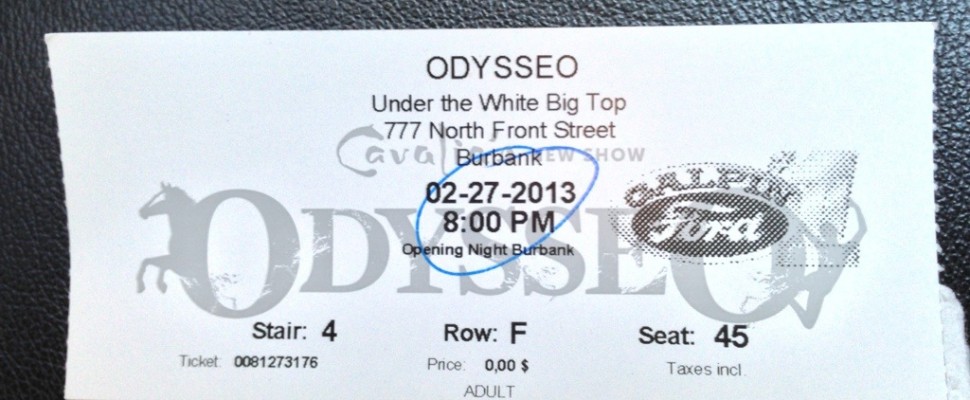 ODYSSEO
Under the White Big Top
777 North Front Street
Cavalia's NEW SHOW
Burbank
02-27-2013
8:00 PM
Opening Night Burbank
ODYSSEO
GALPIN
Ford
Stair: 4 Row: F Seat: 45
Ticket: 0081273176 Price: 0,00 $ Taxes incl.
ADULT